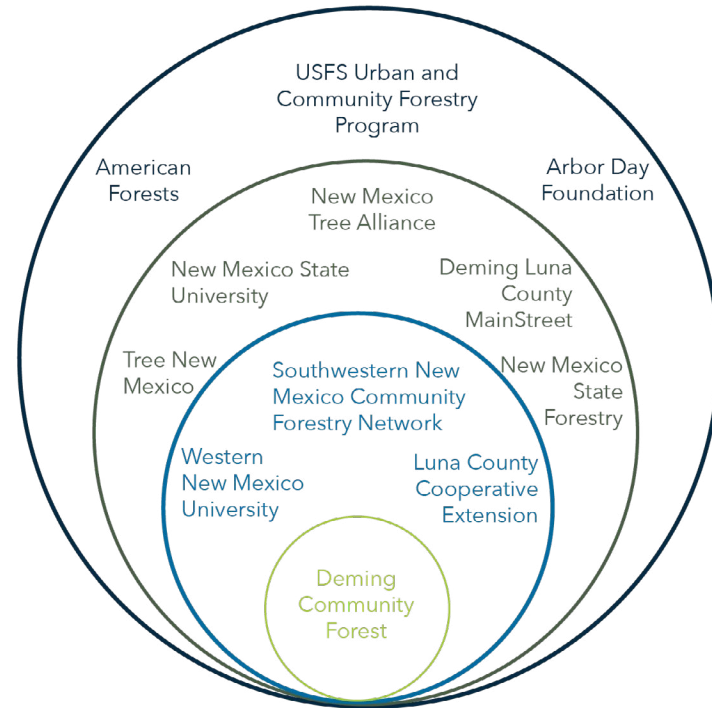 USFS Urban and
Community Forestry
Program
American
Forests
Arbor Day
Foundation
New Mexico
Tree Alliance
New Mexico State
University
Deming Luna
County
MainStreet
Tree New
Mexico
New Mexico
State
Forestry
Southwestern New
Mexico Community
Forestry Network
Western
New Mexico
University
Luna County
Cooperative
Extension
Deming
Community
Forest